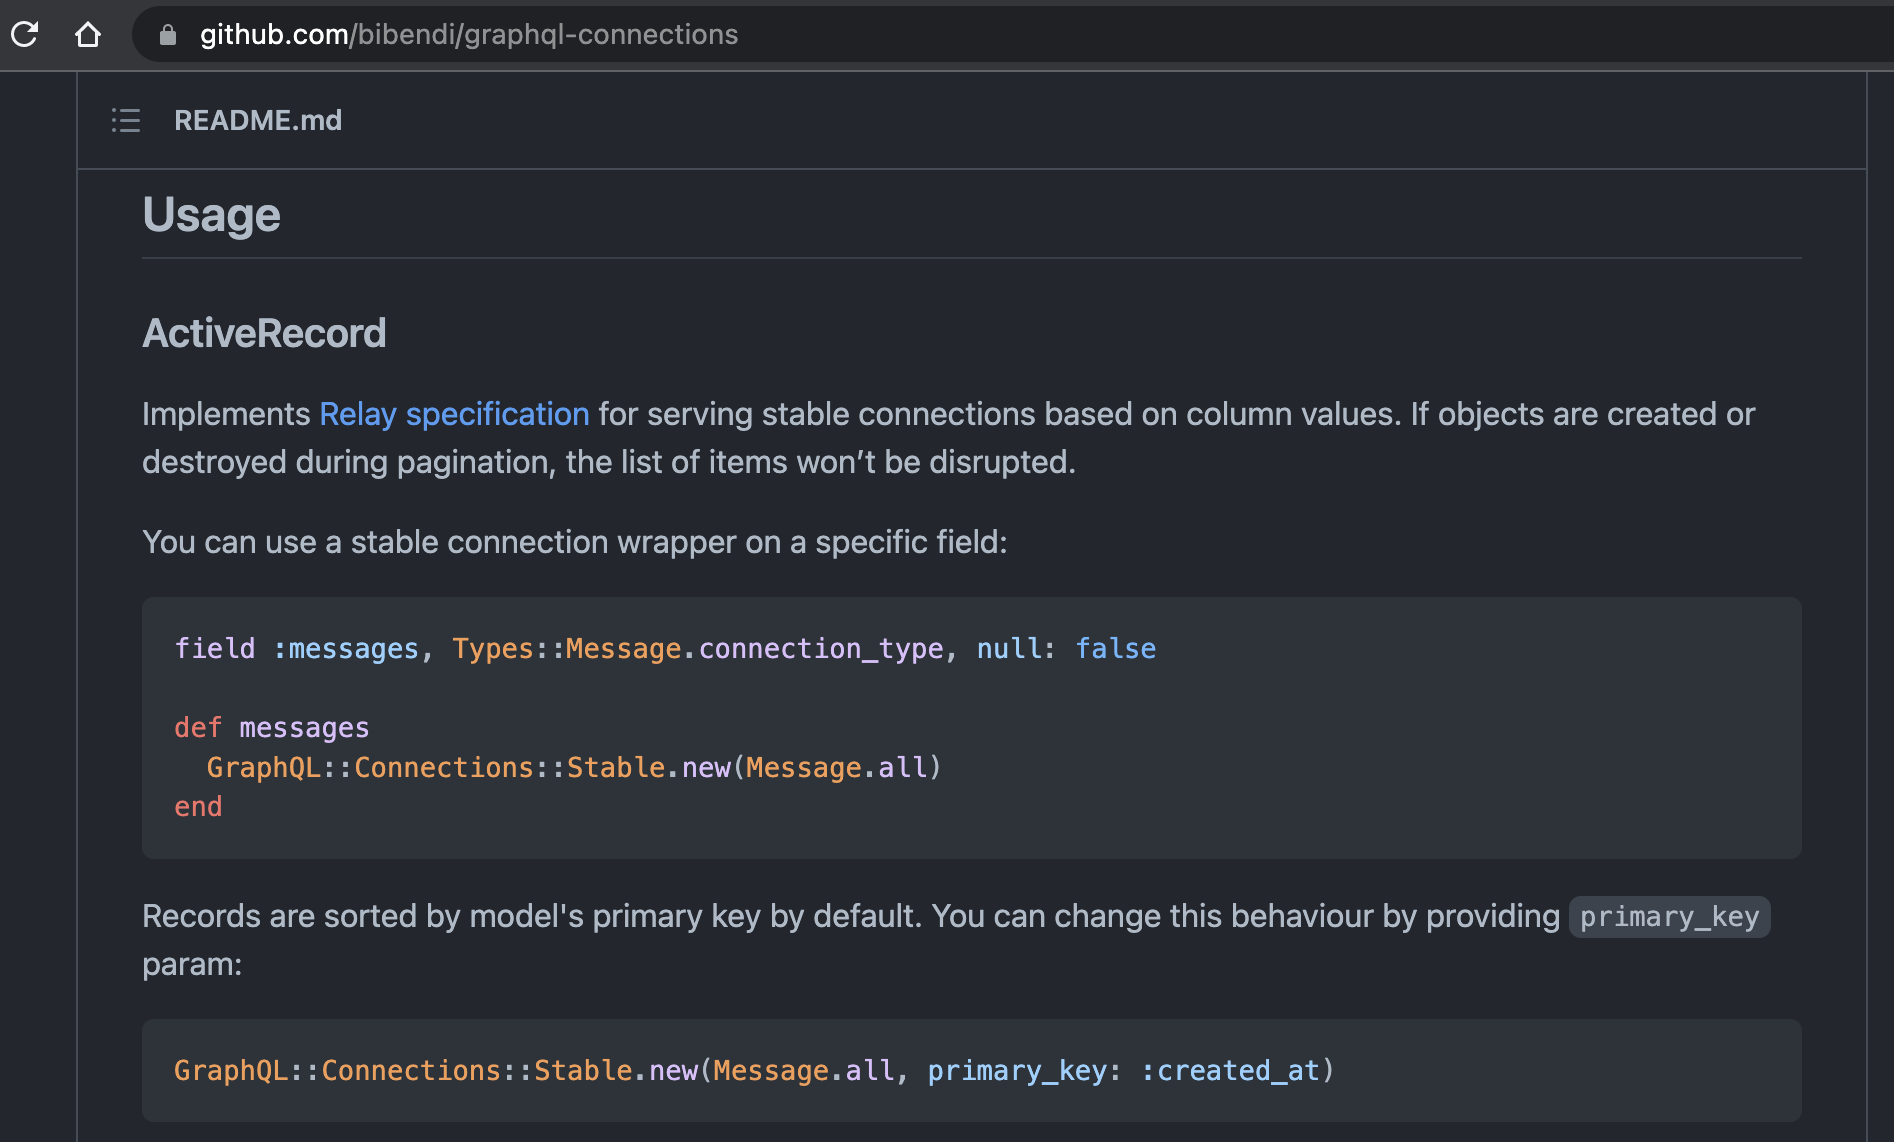 github.com/bibendi/graphql-connections
README.md
Usage
ActiveRecord
Implements Relay specification for serving stable connections based on column values. If objects are created or
destroyed during pagination, the list of items won’t be disrupted.
You can use a stable connection wrapper on a specific field:
field :messages, Types::Message.connection_type, null: false
def messages
  GraphQL::Connections::Stable.new(Message.all)
end
Records are sorted by model's primary key by default. You can change this behaviour by providing primary_key
param:
GraphQL::Connections::Stable.new(Message.all, primary_key: :created_at)